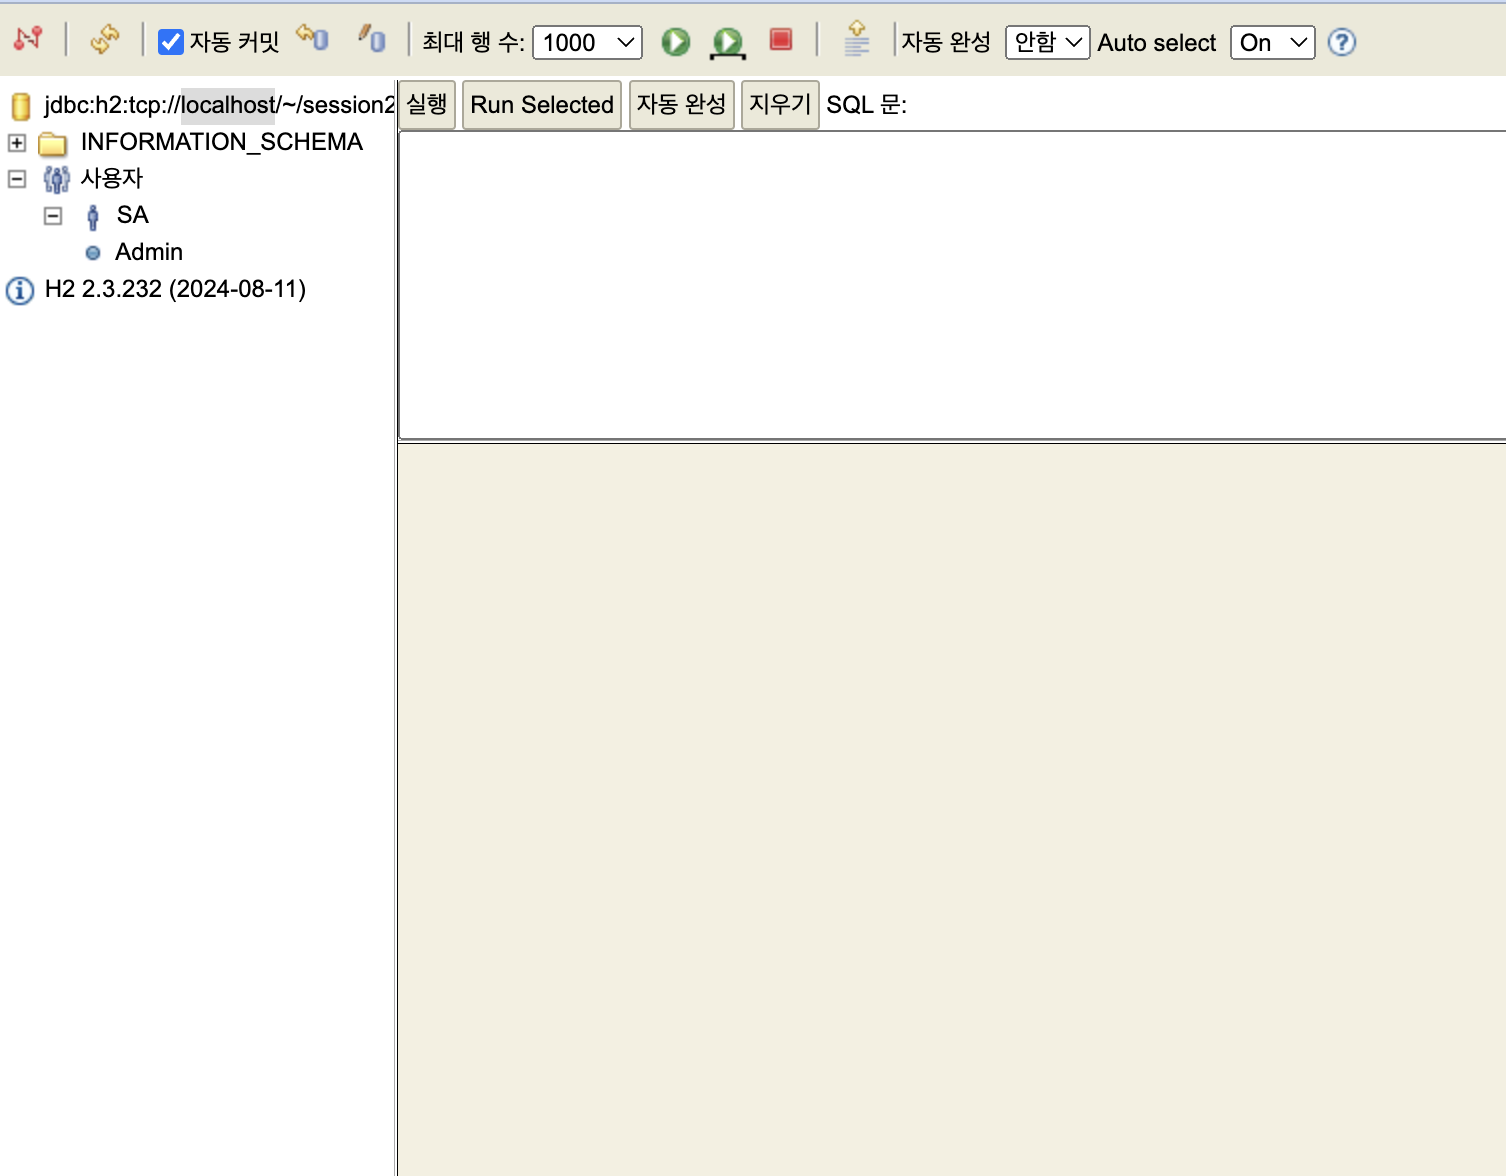 자동 커밋 최대 행 수: 1000 자동 완성 안함 Auto select On ?
jdbc:h2:tcp://localhost/~/session2
실행 Run Selected 자동 완성 지우기 SQL 문:
INFORMATION_SCHEMA
사용자
SA
Admin
H2 2.3.232 (2024-08-11)